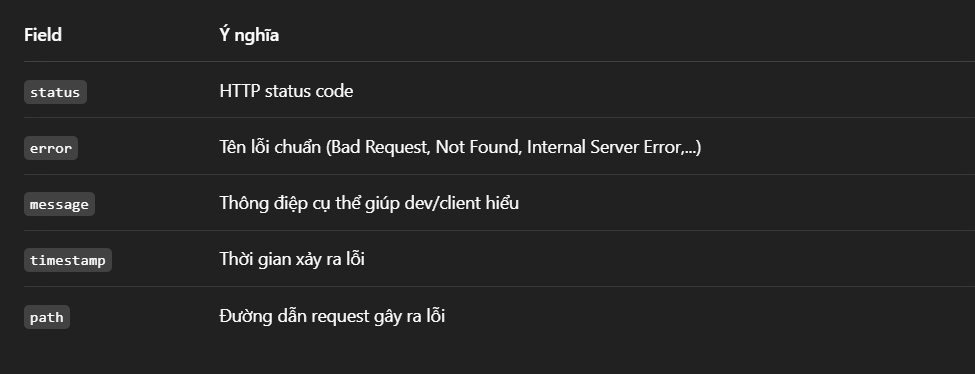 Field Ý nghĩa
status HTTP status code
error Tên lỗi chuẩn (Bad Request, Not Found, Internal Server Error,...)
message Thông điệp cụ thể giúp dev/client hiểu
timestamp Thời gian xảy ra lỗi
path Đường dẫn request gây ra lỗi